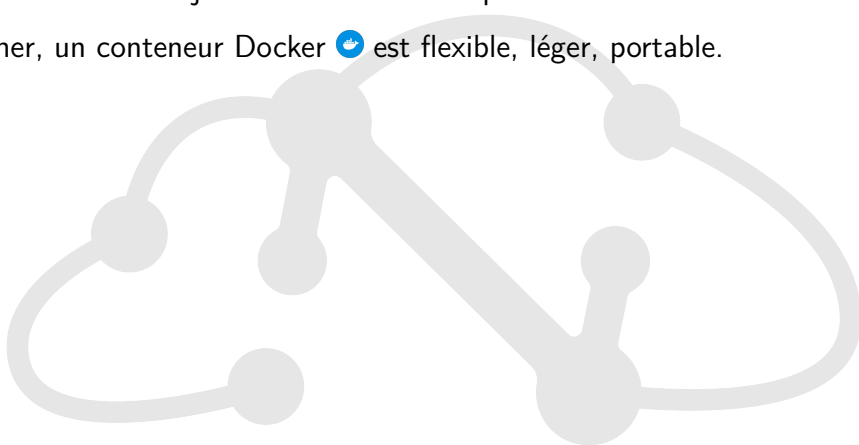 ner, un conteneur Docker est flexible, léger, portable.